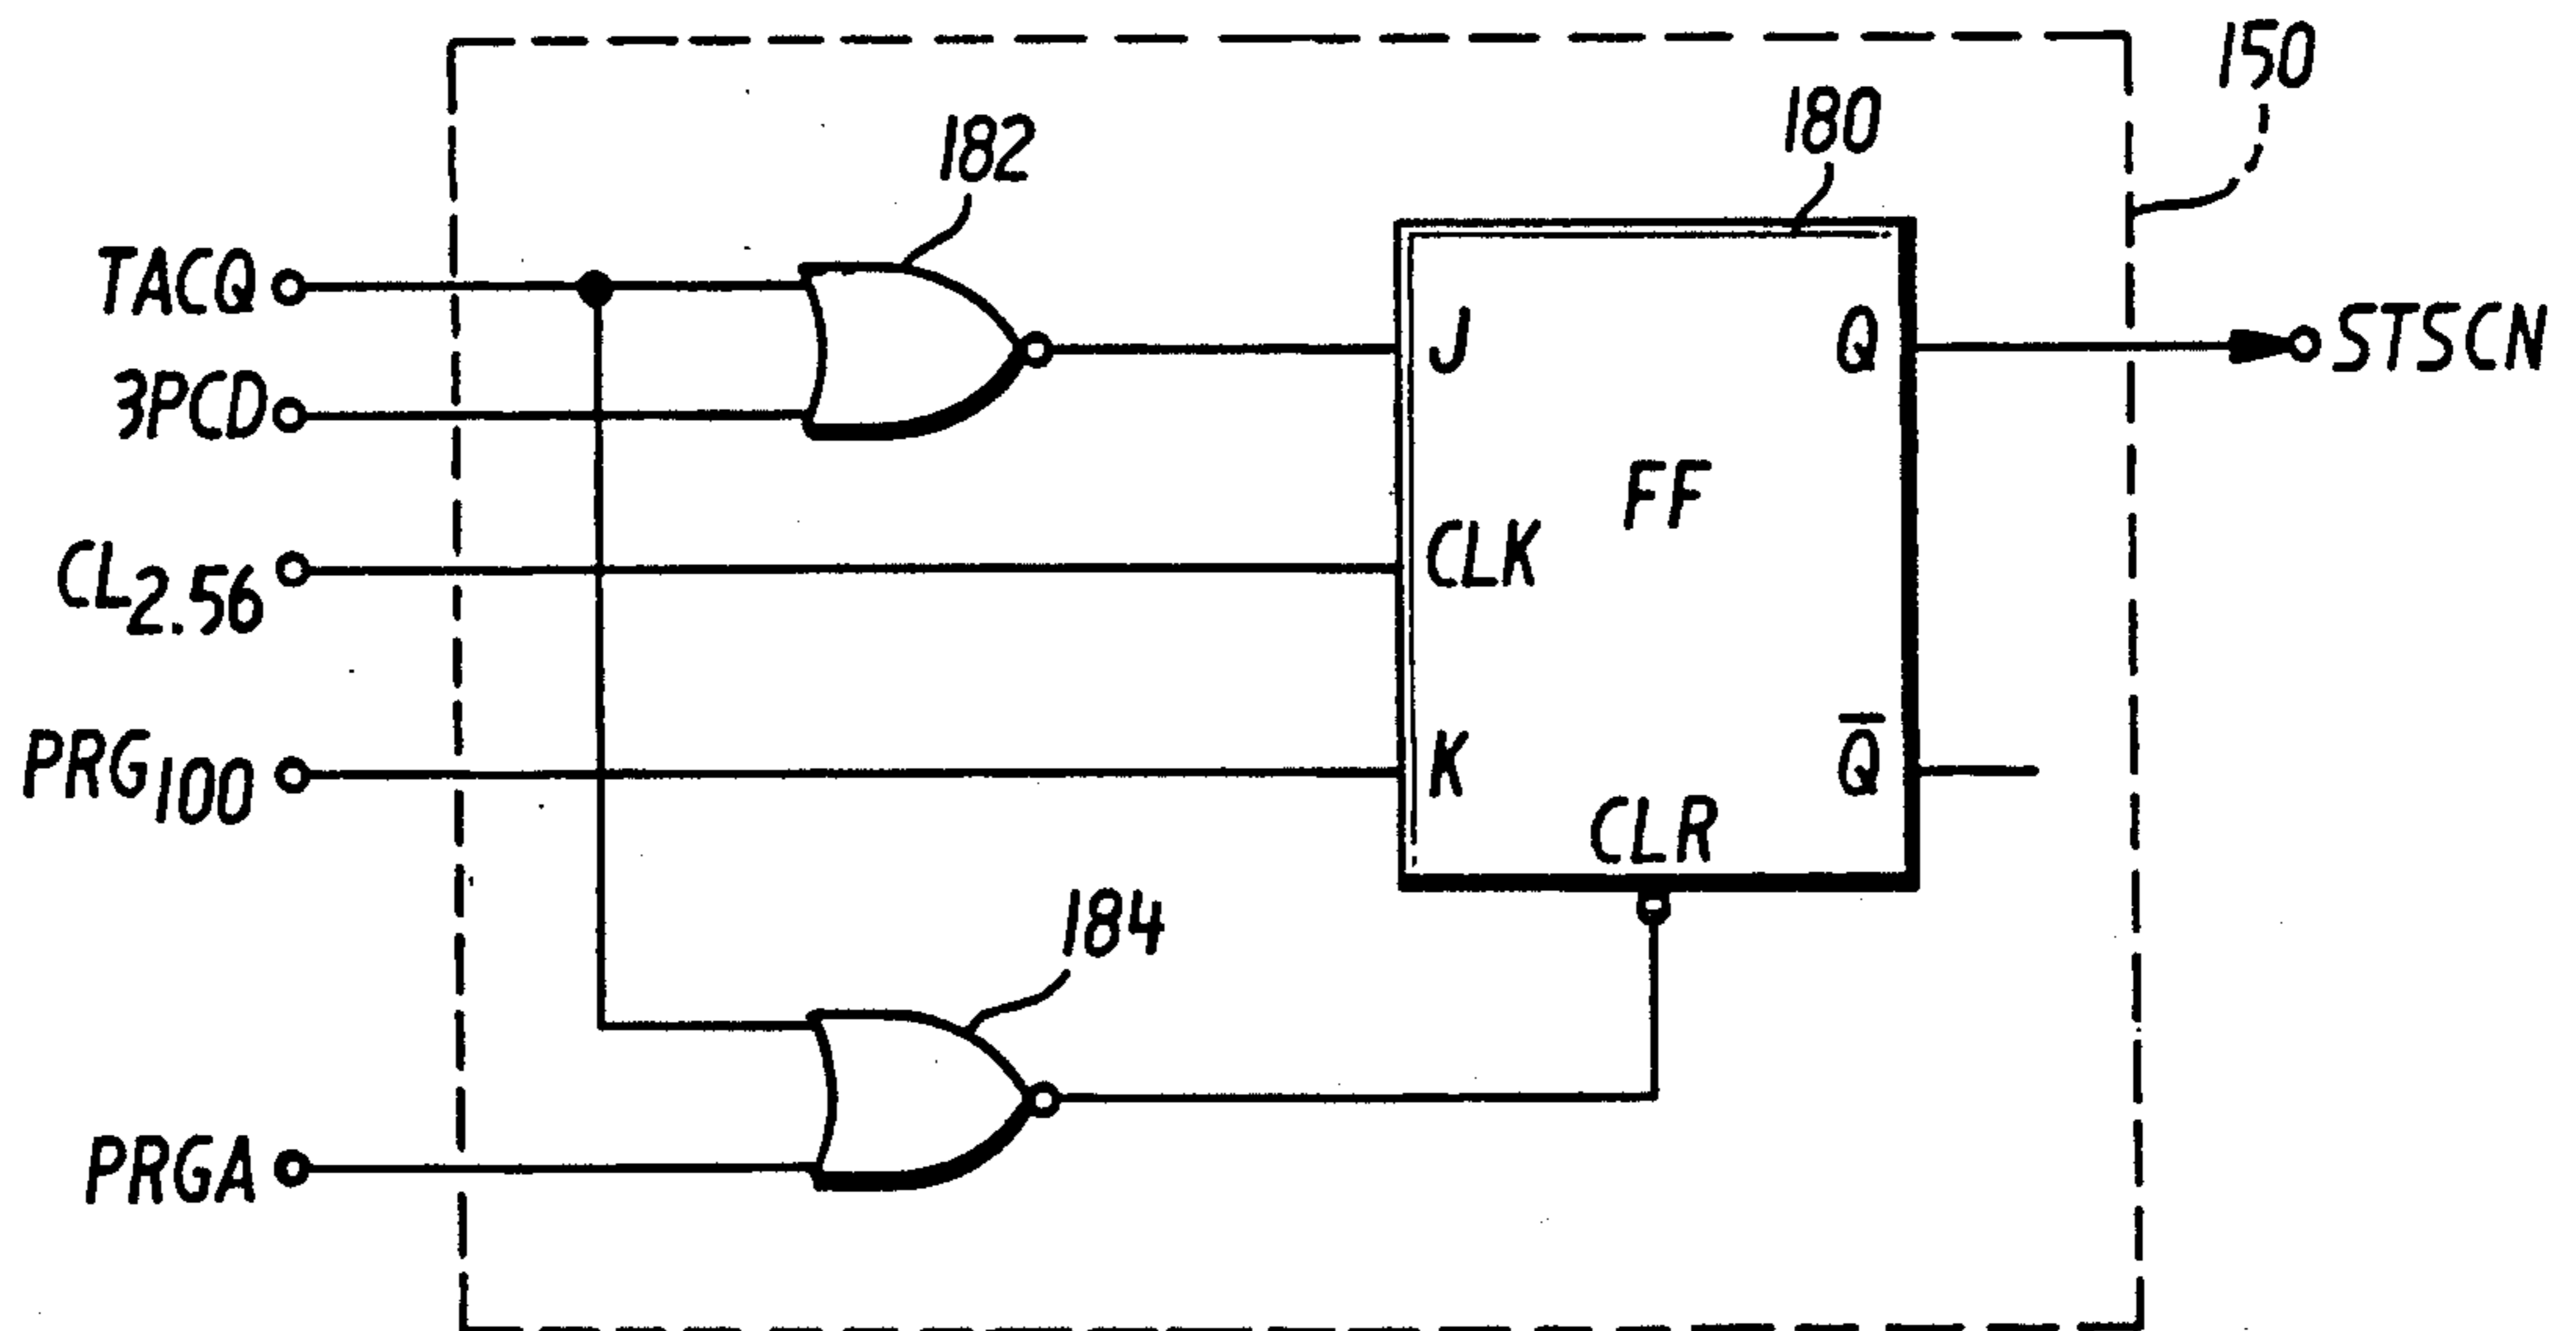 150
180
182
TACQ
J
Q
STSCN
3PCD
FF
CL2.56
CLK
PRG100
K
Q̅
CLR
184
PRGA